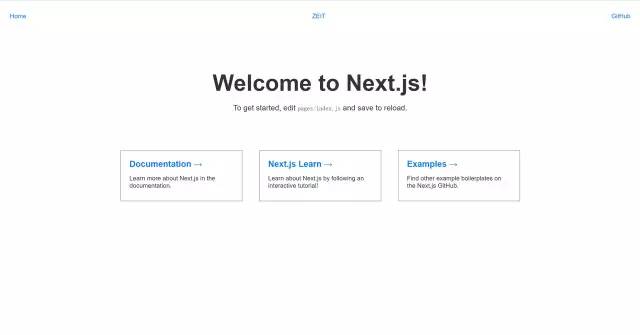 Home ZEIT GitHub
Welcome to Next.js!
To get started, edit pages/index.js and save to reload.
Documentation →
Learn more about Next.js in the
documentation.
Next.js Learn →
Learn about Next.js by following an
interactive tutorial!
Examples →
Find other example boilerplates on
the Next.js GitHub.